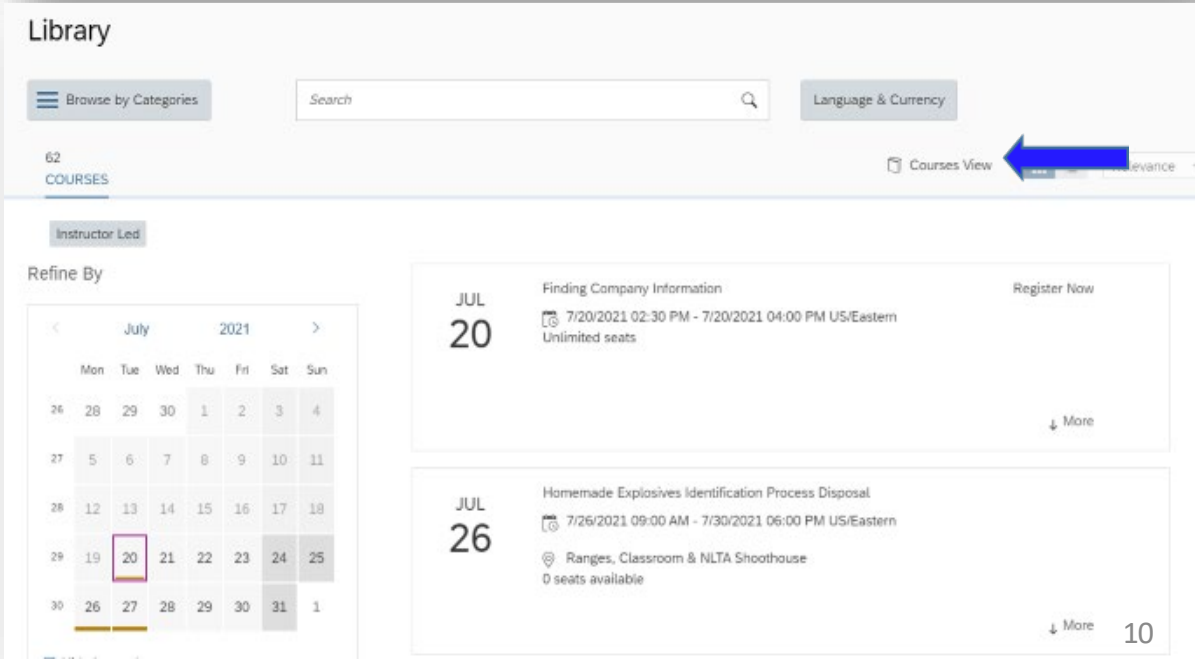 Library
Browse by Categories
Search
Language & Currency
62
COURSES
Courses View
Instructor Led
Refine By
July 2021
Mon Tue Wed Thu Fri Sat Sun
26 28 29 30 1 2 3 4
27 5 6 7 8 9 10 11
28 12 13 14 15 16 17 18
29 19 20 21 22 23 24 25
30 26 27 28 29 30 31 1
JUL
20
Finding Company Information
Register Now
7/20/2021 02:30 PM - 7/20/2021 04:00 PM US/Eastern
Unlimited seats
More
JUL
26
Homemade Explosives Identification Process Disposal
7/26/2021 09:00 AM - 7/30/2021 06:00 PM US/Eastern
Ranges, Classroom & NLTA Shoothouse
0 seats available
More
10